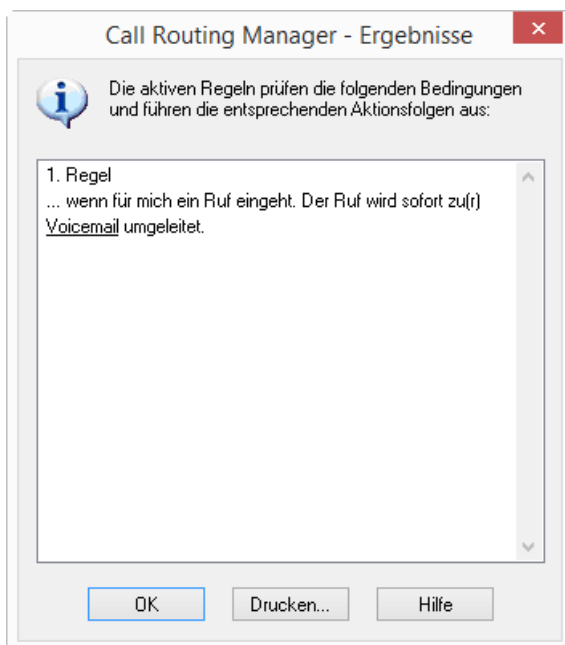 Call Routing Manager - Ergebnisse
Die aktiven Regeln prüfen die folgenden Bedingungen
und führen die entsprechenden Aktionsfolgen aus:
1. Regel
... wenn für mich ein Ruf eingeht. Der Ruf wird sofort zu(r)
Voicemail umgeleitet.
OK Drucken... Hilfe